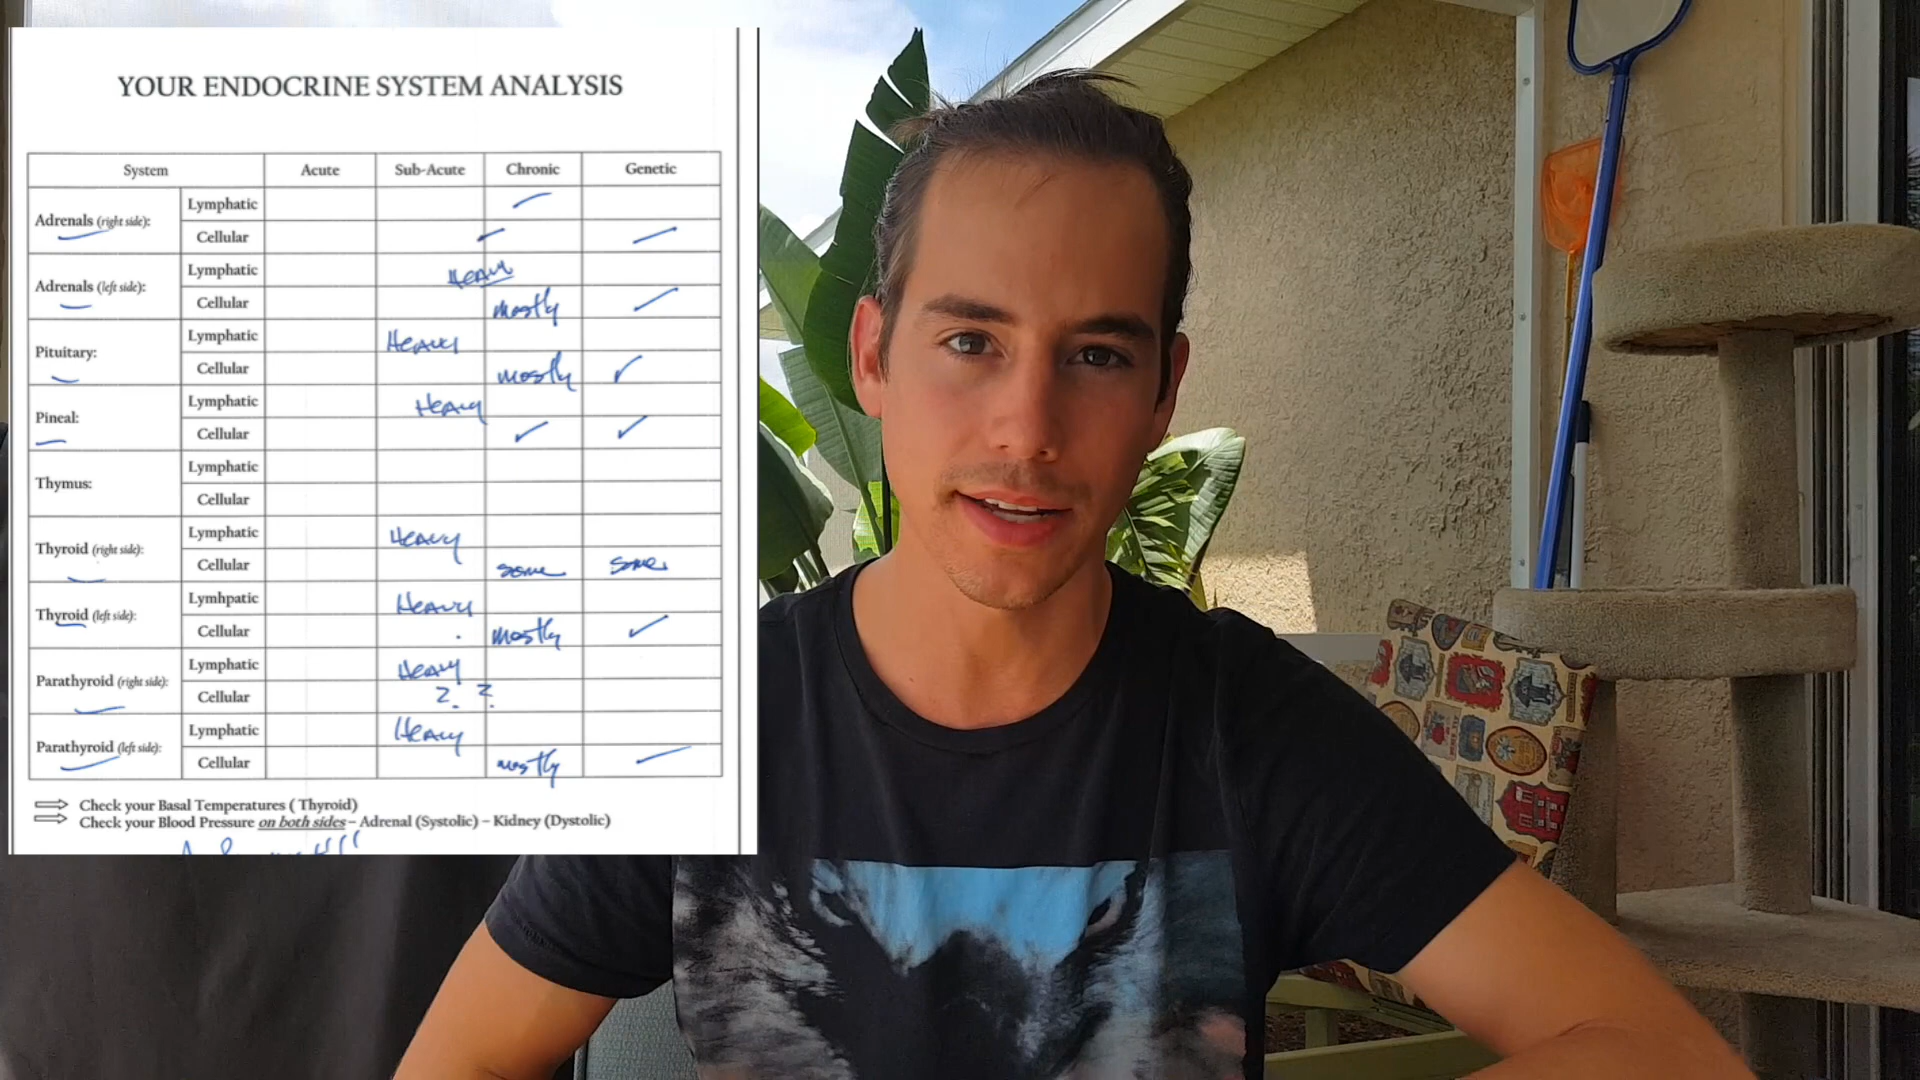 YOUR ENDOCRINE SYSTEM ANALYSIS
System Acute Sub-Acute Chronic Genetic
Adrenals (right side):
Lymphatic ✓
Cellular ✓ ✓
Adrenals (left side):
Lymphatic Heavy
Cellular mostly ✓
Pituitary:
Lymphatic Heavy
Cellular mostly ✓
Pineal:
Lymphatic Heavy
Cellular ✓ ✓
Thymus:
Lymphatic
Cellular
Thyroid (right side):
Lymphatic Heavy
Cellular some some
Thyroid (left side):
Lymhpatic Heavy
Cellular mostly ✓
Parathyroid (right side):
Lymphatic Heavy
Cellular ? ?
Parathyroid (left side):
Lymphatic Heavy
Cellular mostly ✓
⇒ Check your Basal Temperatures ( Thyroid)
⇒ Check your Blood Pressure on both sides – Adrenal (Systolic) – Kidney (Dystolic)